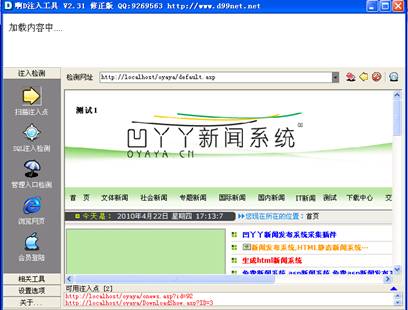 啊D注入工具 V2.31 修正版 QQ:9269563 http://www.d99net.net
加载内容中....
注入检测
检测网址
http://localhost/oyaya/default.asp
扫描注入点
SQL注入检测
管理入口检测
浏览网页
会员登陆
相关工具
设置选项
关于...
测试1
凹丫丫新闻系统
OYAYA.CN
首 页 文体新闻 社会新闻 专题新闻 国际新闻 国内新闻 IT新闻 测试 下载中心
今天是: 2010年4月22日 星期四 17:13:7
您现在所在的位置:首页
凹丫丫新闻发布系统采集插件
新闻发布系统,HTML静态新闻系统…
生成html新闻系统
可用注入点 [2]
http://localhost/oyaya/onews.asp?id=92
http://localhost/oyaya/DownloadShow.asp?ID=3